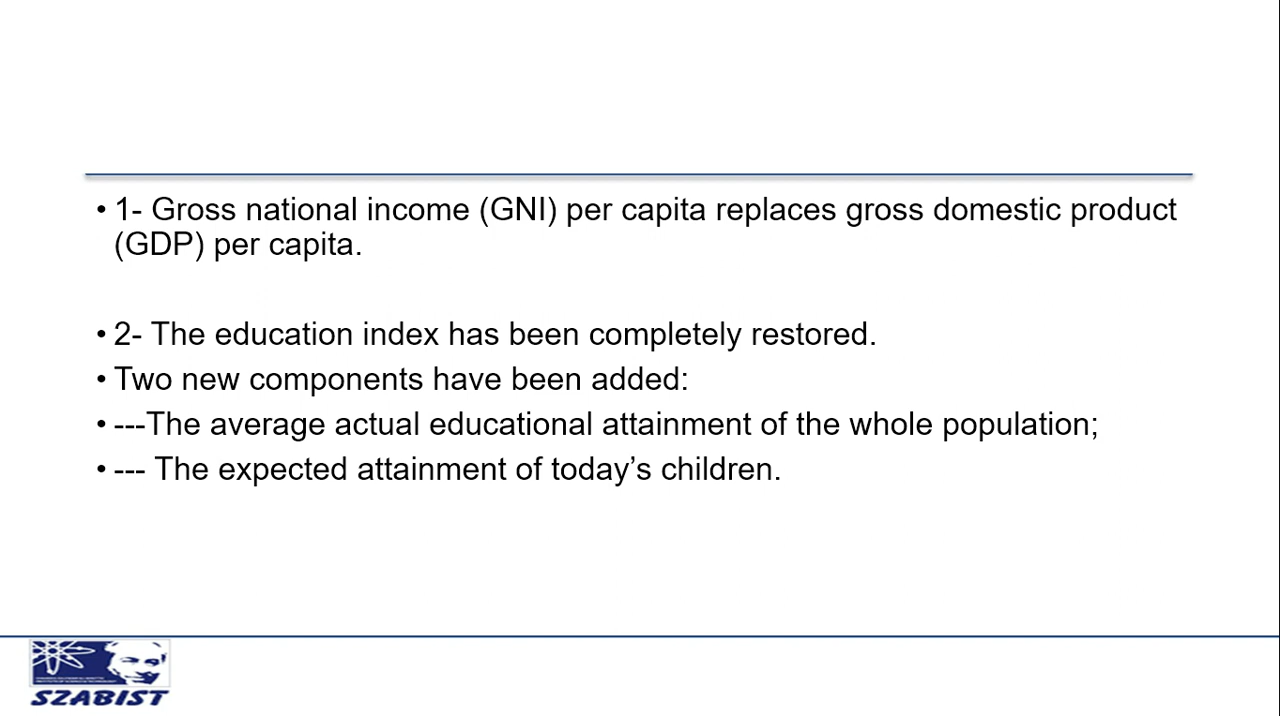 • 1- Gross national income (GNI) per capita replaces gross domestic product
(GDP) per capita.
• 2- The education index has been completely restored.
• Two new components have been added:
• ---The average actual educational attainment of the whole population;
• --- The expected attainment of today’s children.
SZABIST